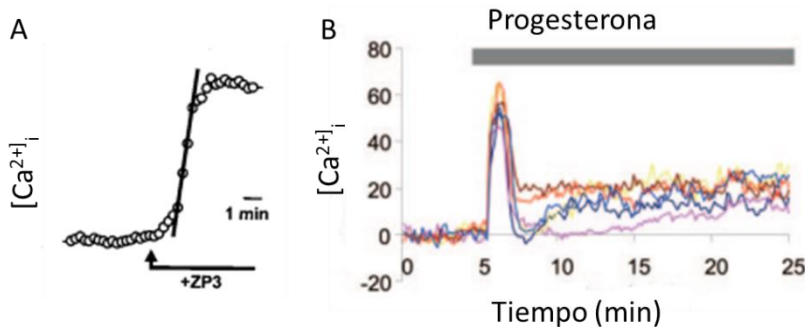 A
[Ca²⁺]ᵢ
1 min
+ZP3
B
Progesterona
[Ca²⁺]ᵢ
80
60
40
20
0
-20
0
5
10
15
20
25
Tiempo (min)